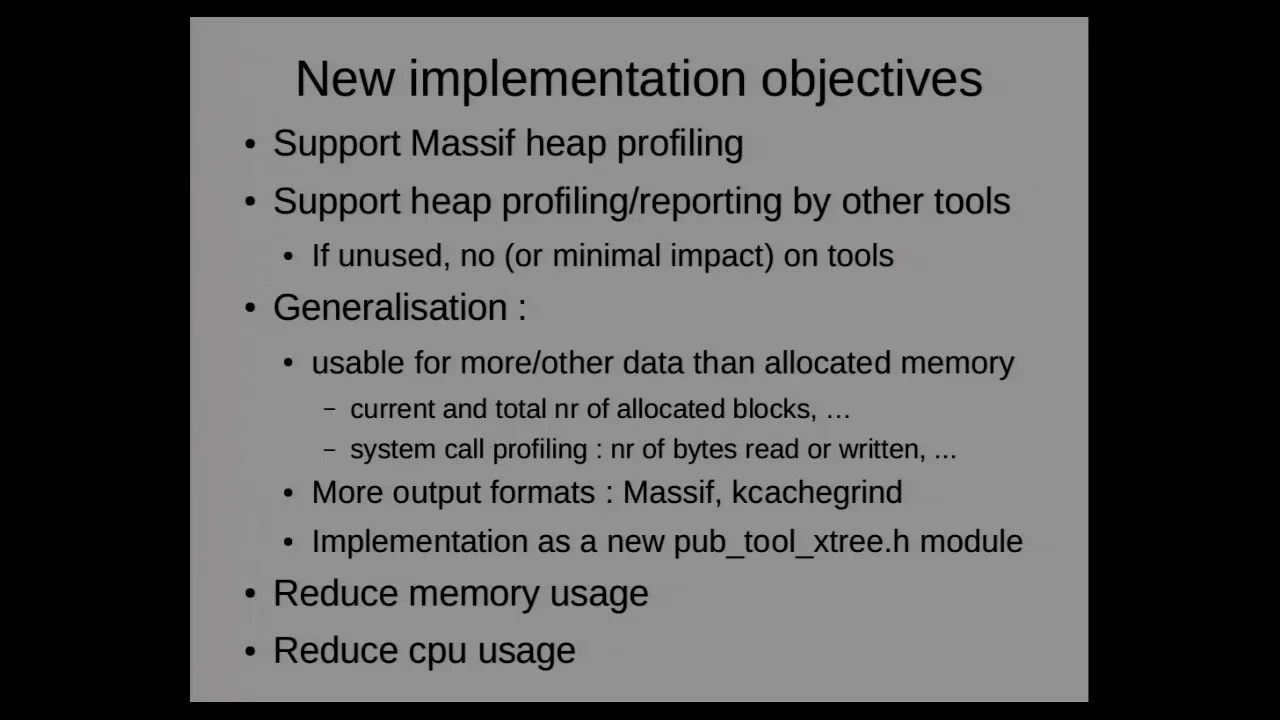 New implementation objectives
• Support Massif heap profiling
• Support heap profiling/reporting by other tools
• If unused, no (or minimal impact) on tools
• Generalisation :
• usable for more/other data than allocated memory
– current and total nr of allocated blocks, …
– system call profiling : nr of bytes read or written, ...
• More output formats : Massif, kcachegrind
• Implementation as a new pub_tool_xtree.h module
• Reduce memory usage
• Reduce cpu usage